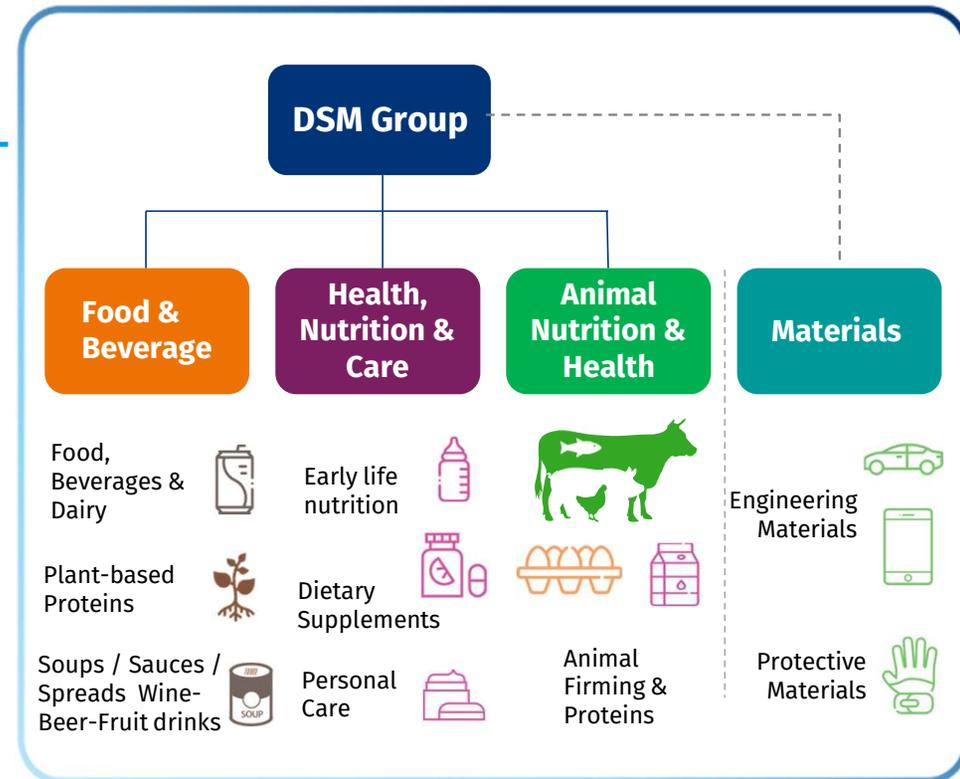 DSM Group
Food &
Beverage
Health,
Nutrition &
Care
Animal
Nutrition &
Health
Materials
Food,
Beverages &
Dairy
Plant-based
Proteins
Soups / Sauces /
Spreads Wine-
Beer-Fruit drinks
SOUP
Early life
nutrition
Dietary
Supplements
Personal
Care
Animal
Firming &
Proteins
Engineering
Materials
Protective
Materials